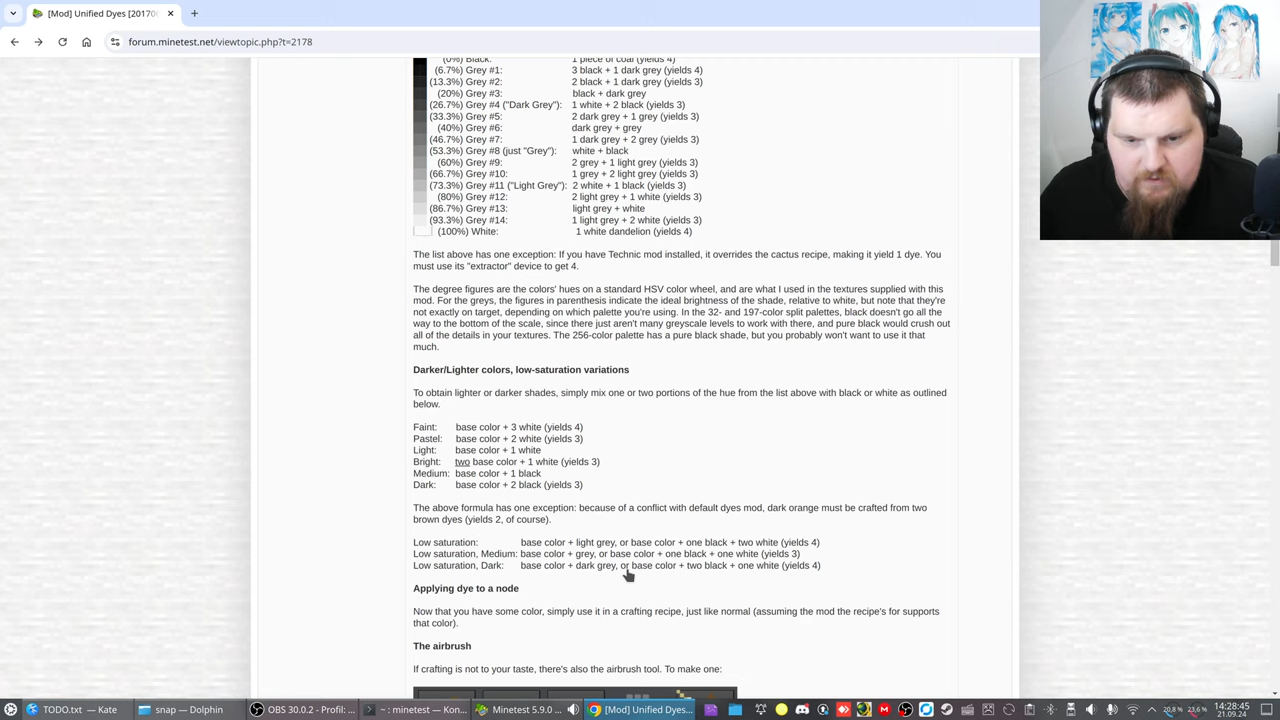 [Mod] Unified Dyes [201700
forum.minetest.net/viewtopic.php?t=2178
(0%) Black: 1 piece of coal (yields 4)
(6.7%) Grey #1: 3 black + 1 dark grey (yields 4)
(13.3%) Grey #2: 2 black + 1 dark grey (yields 3)
(20%) Grey #3: black + dark grey
(26.7%) Grey #4 ("Dark Grey"): 1 white + 2 black (yields 3)
(33.3%) Grey #5: 2 dark grey + 1 grey (yields 3)
(40%) Grey #6: dark grey + grey
(46.7%) Grey #7: 1 dark grey + 2 grey (yields 3)
(53.3%) Grey #8 (just "Grey"): white + black
(60%) Grey #9: 2 grey + 1 light grey (yields 3)
(66.7%) Grey #10: 1 grey + 2 light grey (yields 3)
(73.3%) Grey #11 ("Light Grey"): 2 white + 1 black (yields 3)
(80%) Grey #12: 2 light grey + 1 white (yields 3)
(86.7%) Grey #13: light grey + white
(93.3%) Grey #14: 1 light grey + 2 white (yields 3)
(100%) White: 1 white dandelion (yields 4)
The list above has one exception: If you have Technic mod installed, it overrides the cactus recipe, making it yield 1 dye. You
must use its "extractor" device to get 4.
The degree figures are the colors' hues on a standard HSV color wheel, and are what I used in the textures supplied with this
mod. For the greys, the figures in parenthesis indicate the ideal brightness of the shade, relative to white, but note that they're
not exactly on target, depending on which palette you're using. In the 32- and 197-color split palettes, black doesn't go all the
way to the bottom of the scale, since there just aren't many greyscale levels to work with there, and pure black would crush out
all of the details in your textures. The 256-color palette has a pure black shade, but you probably won't want to use it that
much.
Darker/Lighter colors, low-saturation variations
To obtain lighter or darker shades, simply mix one or two portions of the hue from the list above with black or white as outlined
below.
Faint: base color + 3 white (yields 4)
Pastel: base color + 2 white (yields 3)
Light: base color + 1 white
Bright: two base color + 1 white (yields 3)
Medium: base color + 1 black
Dark: base color + 2 black (yields 3)
The above formula has one exception: because of a conflict with default dyes mod, dark orange must be crafted from two
brown dyes (yields 2, of course).
Low saturation: base color + light grey, or base color + one black + two white (yields 4)
Low saturation, Medium: base color + grey, or base color + one black + one white (yields 3)
Low saturation, Dark: base color + dark grey, or base color + two black + one white (yields 4)
Applying dye to a node
Now that you have some color, simply use it in a crafting recipe, just like normal (assuming the mod the recipe's for supports
that color).
The airbrush
If crafting is not to your taste, there's also the airbrush tool. To make one:
TODO.txt — Kate
snap — Dolphin
OBS 30.0.2 - Profil: ...
- : minetest — Kon...
Minetest 5.9.0 ...
[Mod] Unified Dyes...
20,8 %
23,6 %
14:28:45
21.09.24